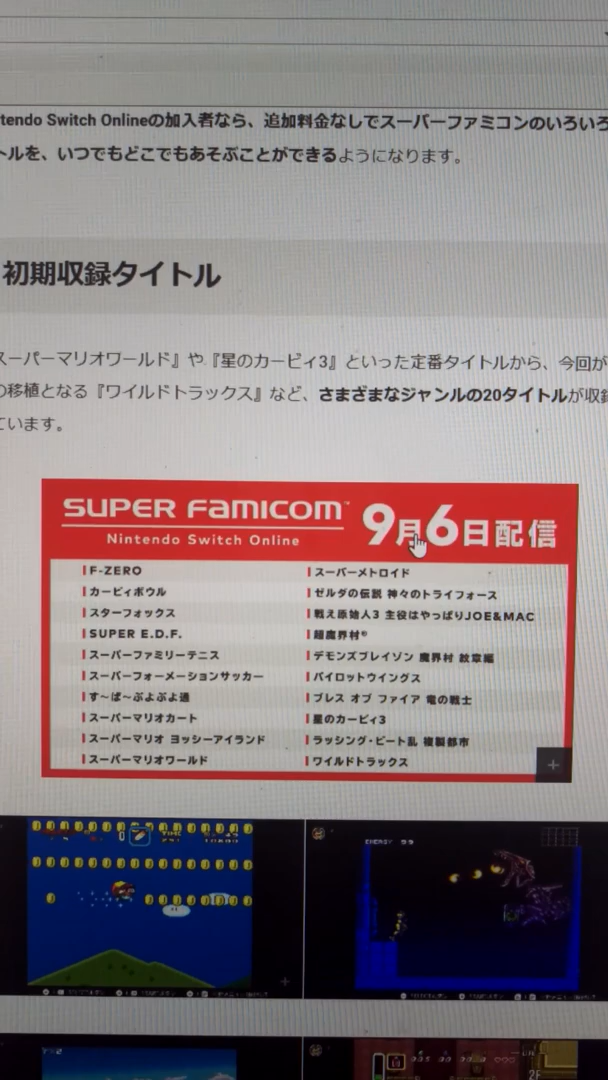 tendo Switch Onlineの加入者なら、追加料金なしでスーパーファミコンのいろいろ
トルを、いつでもどこでもあそぶことができるようになります。
初期収録タイトル
スーパーマリオワールド』や『星のカービィ3』といった定番タイトルから、今回が
の移植となる『ワイルドトラックス』など、さまざまなジャンルの20タイトルが収録
ています。
SUPER FAMICOM™
Nintendo Switch Online
9月6日配信
F-ZERO
カービィボウル
スターフォックス
SUPER E.D.F.
スーパーファミリーテニス
スーパーフォーメーションサッカー
す〜ぱ〜ぷよぷよ通
スーパーマリオカート
スーパーマリオ ヨッシーアイランド
スーパーマリオワールド
スーパーメトロイド
ゼルダの伝説 神々のトライフォース
戦え原始人3 主役はやっぱりJOE&MAC
超魔界村®
デモンズブレイゾン 魔界村 紋章編
パイロットウイングス
ブレス オブ ファイア 竜の戦士
星のカービィ3
ラッシング・ビート乱 複製都市
ワイルドトラックス
TIME
ENERGY 99
2F